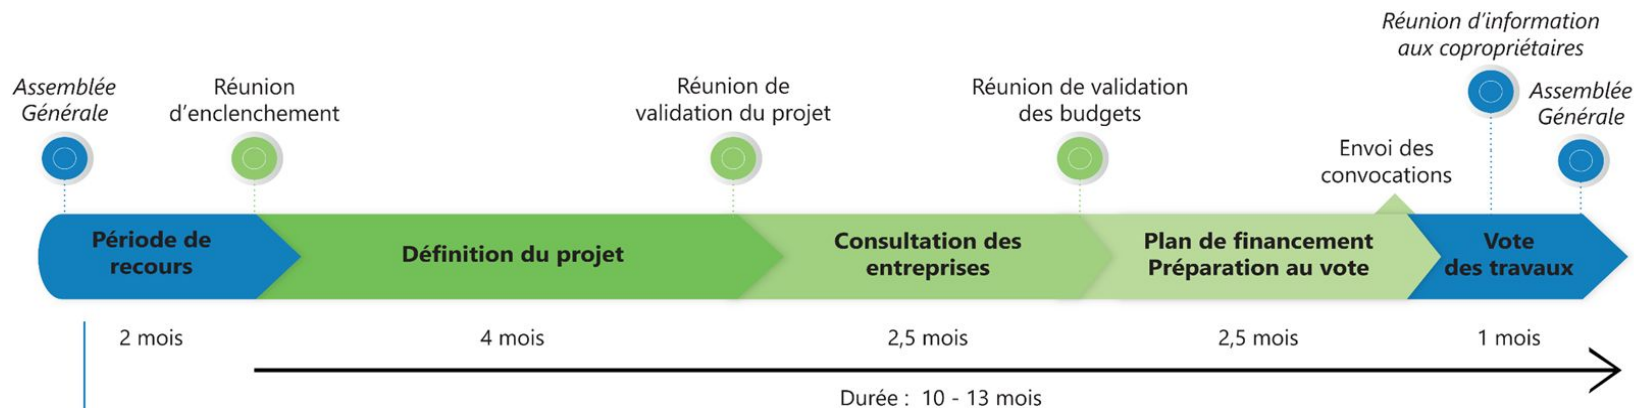 Assemblée
Générale
Réunion
d'enclenchement
Réunion de
validation du projet
Réunion de validation
des budgets
Envoi des
convocations
Réunion d'information
aux copropriétaires
Assemblée
Générale
Période de
recours
Définition du projet
Consultation des
entreprises
Plan de financement
Préparation au vote
Vote
des travaux
2 mois
4 mois
2,5 mois
2,5 mois
1 mois
Durée : 10 - 13 mois